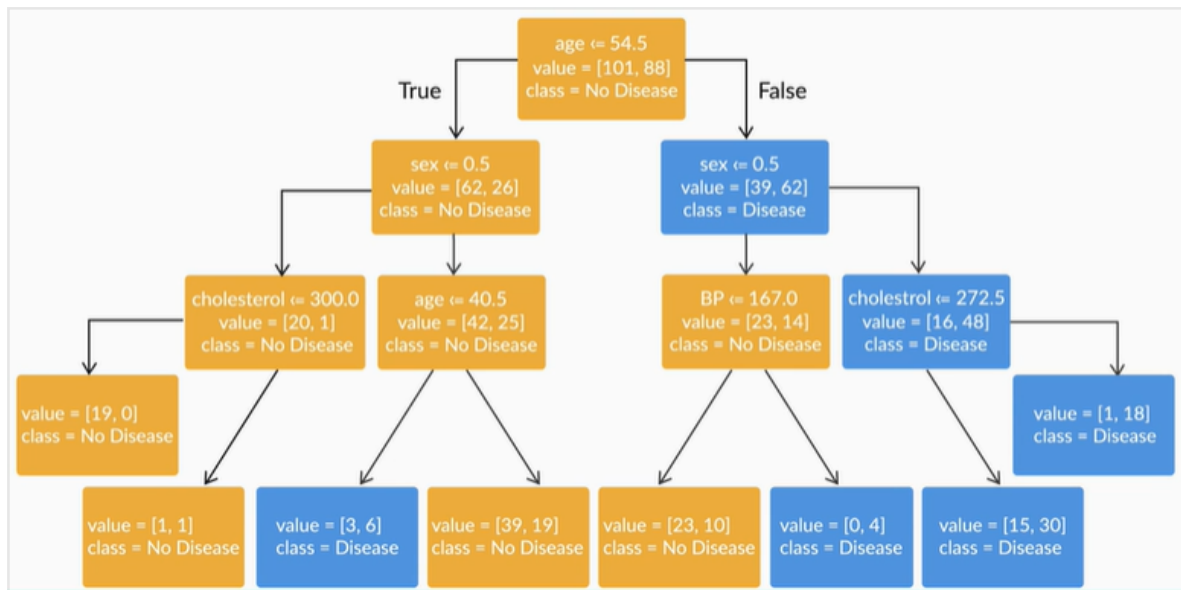 age <= 54.5
value = [101, 88]
class = No Disease
True
False
sex <= 0.5
value = [62, 26]
class = No Disease
sex <= 0.5
value = [39, 62]
class = Disease
cholesterol <= 300.0
value = [20, 1]
class = No Disease
age <= 40.5
value = [42, 25]
class = No Disease
BP <= 167.0
value = [23, 14]
class = No Disease
cholestrol <= 272.5
value = [16, 48]
class = Disease
value = [19, 0]
class = No Disease
value = [1, 18]
class = Disease
value = [1, 1]
class = No Disease
value = [3, 6]
class = Disease
value = [39, 19]
class = No Disease
value = [23, 10]
class = No Disease
value = [0, 4]
class = Disease
value = [15, 30]
class = Disease